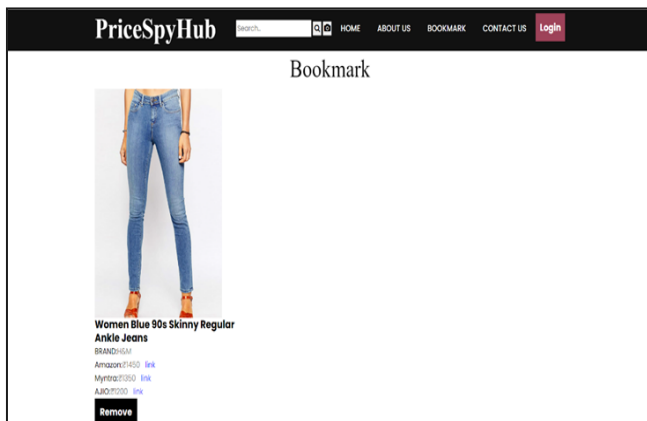 PriceSpyHub Search.. HOME ABOUT US BOOKMARK CONTACT US Login
Bookmark
Women Blue 90s Skinny Regular
Ankle Jeans
BRAND:H&M
Amazon:₹1450 link
Myntra:₹1350 link
AJIO:₹1200 link
Remove